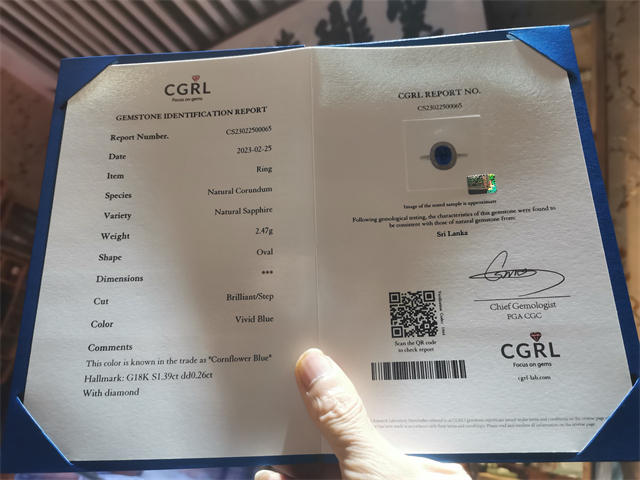 CGRL
Focus on gems
GEMSTONE IDENTIFICATION REPORT
Report Number. CS23022500065
Date 2023-02-25
Item Ring
Species Natural Corundum
Variety Natural Sapphire
Weight 2.47g
Shape Oval
Dimensions ***
Cut Brilliant/Step
Color Vivid Blue
Comments
This color is known in the trade as "Cornflower Blue"
Hallmark: G18K S1.39ct dd0.26ct
With diamond
CGRL REPORT NO.
CS23022500065
Image of the tested sample is approximate
Following gemological testing, the characteristics of this gemstone were found to
be consistent with those of natural gemstone from:
Sri Lanka
Chief Gemologist
PGA CGC
Scan the QR code
to check report
CGRL
Focus on gems
cgrl-lab.com